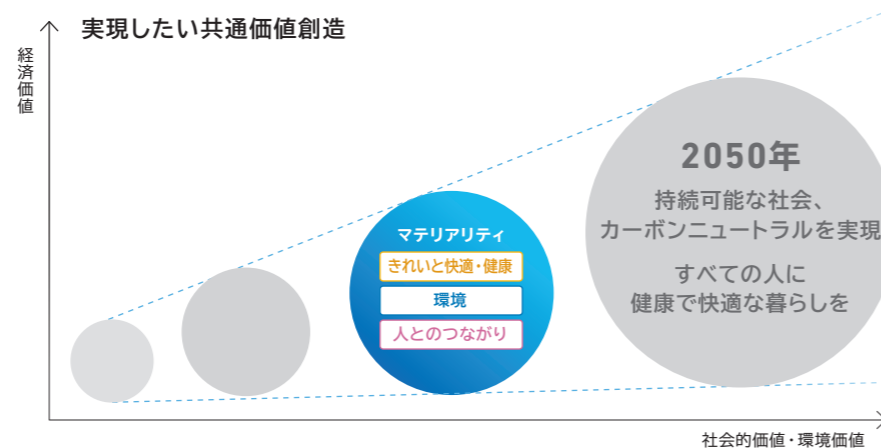 実現したい共通価値創造
経済価値
マテリアリティ
きれいと快適・健康
環境
人とのつながり
2050年
持続可能な社会、
カーボンニュートラルを実現
すべての人に
健康で快適な暮らしを
社会的価値・環境価値